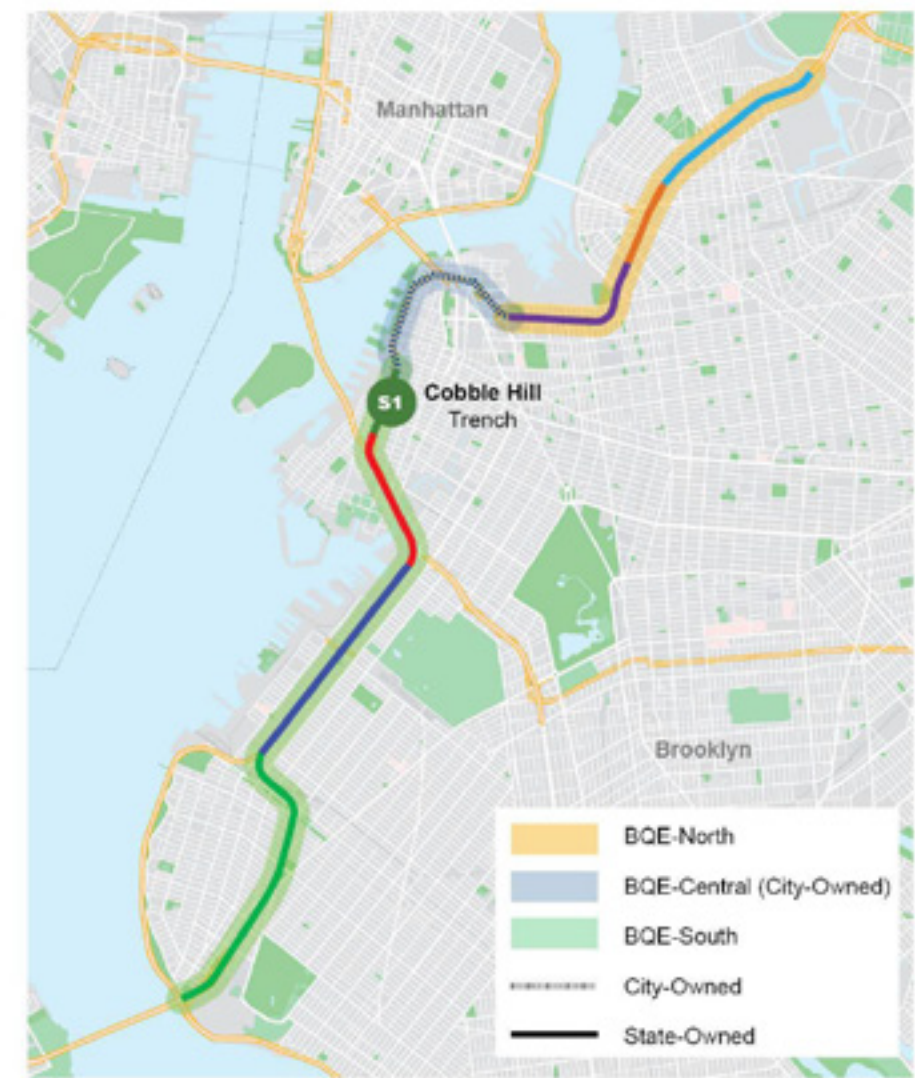 Manhattan
S1
Cobble Hill
Trench
Brooklyn
BQE-North
BQE-Central (City-Owned)
BQE-South
City-Owned
State-Owned